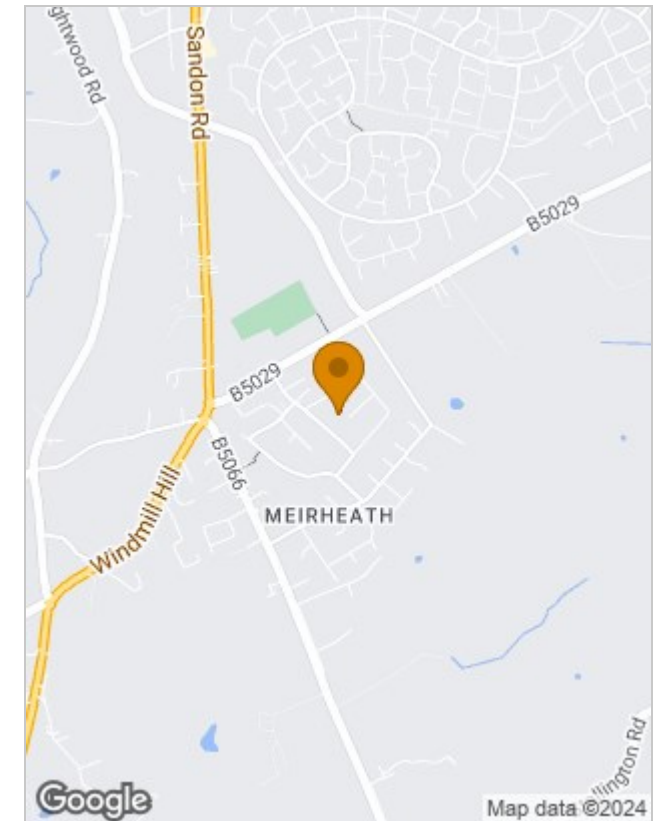 Sandon Rd
B5029
B5029
B5066
Windmill Hill
MEIRHEATH
Google
Map data ©2024